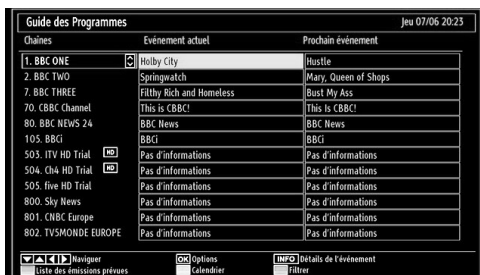 Guide des Programmes Jeu 07/06 20:23
Chaines Evénement actuel Prochain événement
1. BBC ONE Holby City Hustle
2. BBC TWO Springwatch Mary, Queen of Shops
7. BBC THREE Filthy Rich and Homeless Bust My Ass
70. CBBC Channel This is CBBC! This Is CBBC!
80. BBC NEWS 24 BBC News BBC News
105. BBCi BBCi BBCi
503. ITV HD Trial HD Pas d'informations Pas d'informations
504. Ch4 HD Trial HD Pas d'informations Pas d'informations
505. five HD Trial Pas d'informations Pas d'informations
800. Sky News Pas d'informations Pas d'informations
801. CNBC Europe Pas d'informations Pas d'informations
802. TV5MONDE EUROPE Pas d'informations Pas d'informations
Naviguer OK Options INFO Détails de l'événement
Liste des émissions prévues Calendrier Filtrer